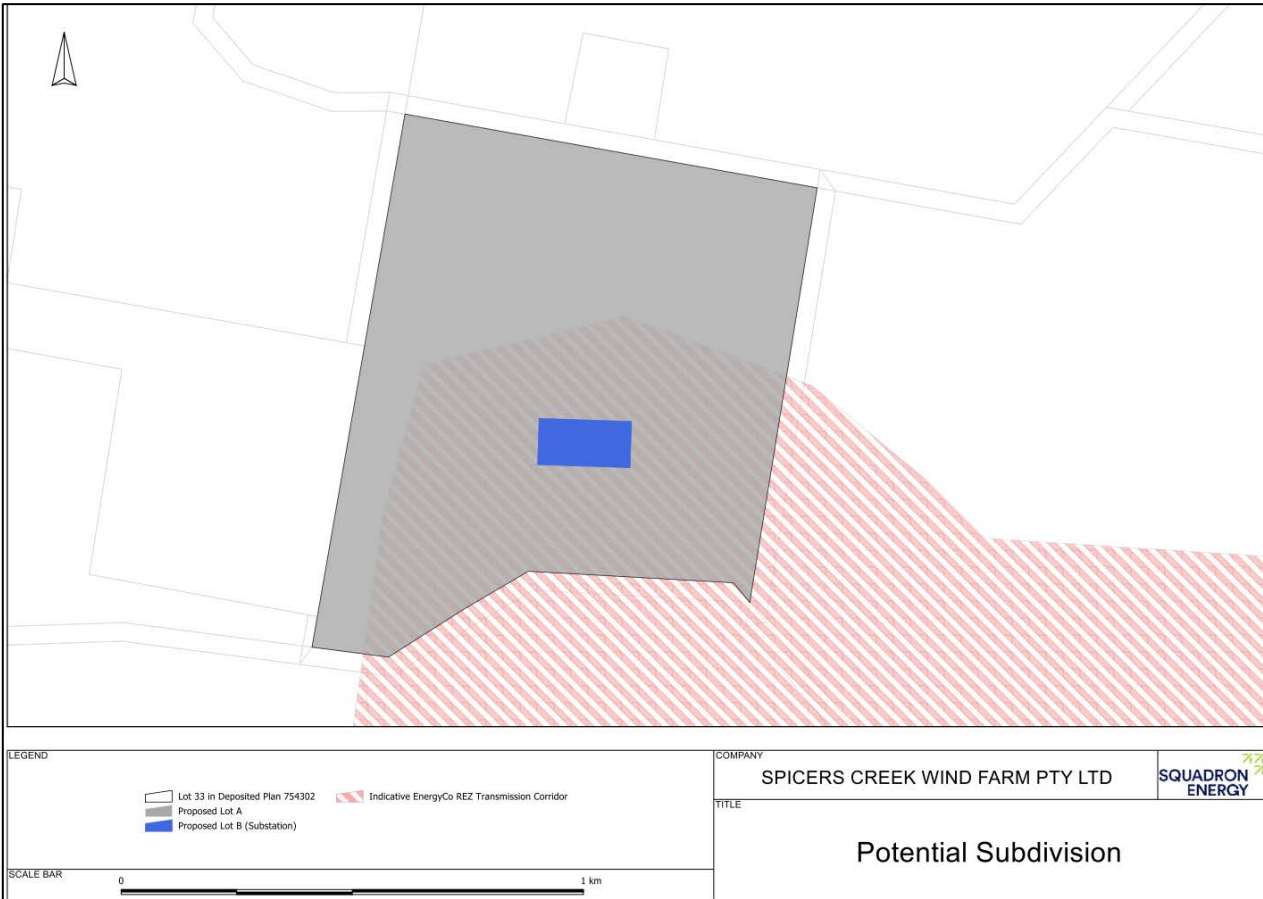 LEGEND
Lot 33 in Deposited Plan 754302
Proposed Lot A
Proposed Lot B (Substation)
Indicative EnergyCo REZ Transmission Corridor
SCALE BAR
0
1 km
COMPANY
SPICERS CREEK WIND FARM PTY LTD
SQUADRON
ENERGY
TITLE
Potential Subdivision